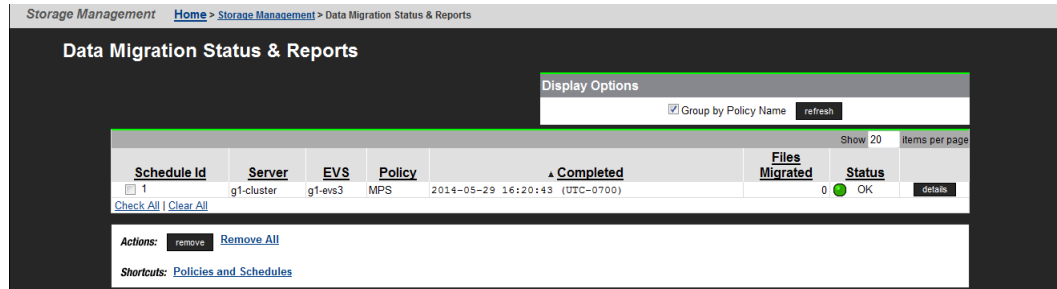 Storage Management Home > Storage Management > Data Migration Status & Reports
Data Migration Status & Reports
Display Options
Group by Policy Name refresh
Show 20 items per page
Schedule Id Server EVS Policy Completed Files Migrated Status
1 g1-cluster g1-evs3 MPS 2014-05-29 16:20:43 (UTC-0700) 0 OK details
Check All | Clear All
Actions: remove Remove All
Shortcuts: Policies and Schedules